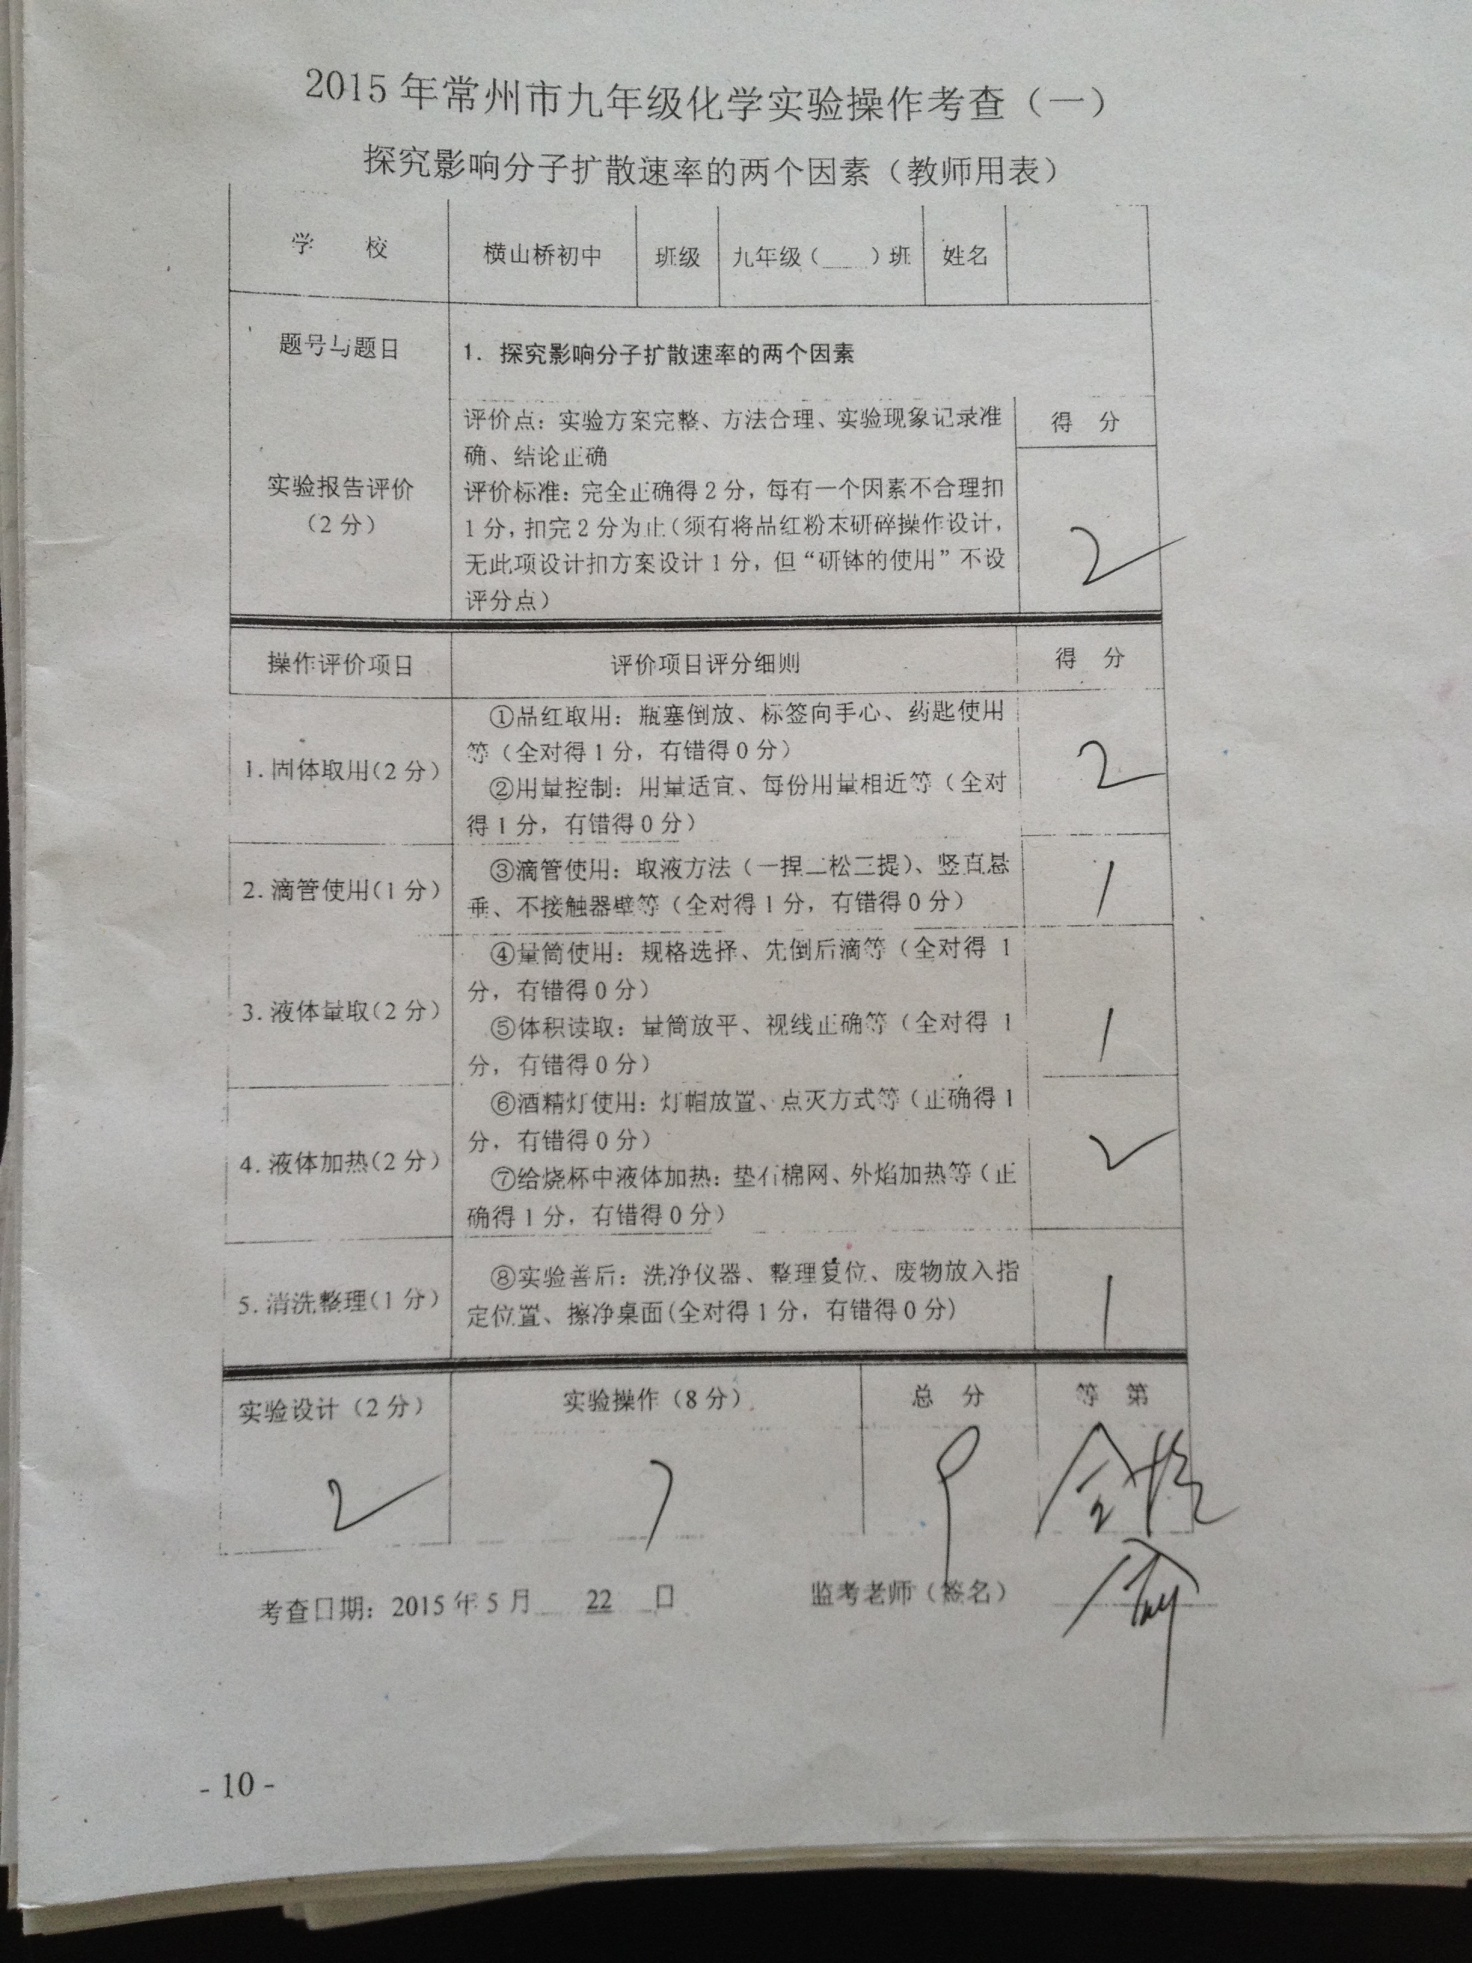 2015年常州市九年级化学实验操作考查（一）
探究影响分子扩散速率的两个因素（教师用表）
学 校 横山桥初中 班级 九年级（___）班 姓名
题号与题目 1．探究影响分子扩散速率的两个因素
实验报告评价
（2分）
评价点：实验方案完整、方法合理、实验现象记录准
确、结论正确
评价标准：完全正确得2分，每有一个因素不合理扣
1分，扣完2分为止（须有将品红粉末研碎操作设计，
无此项设计扣方案设计1分，但“研钵的使用”不设
评分点）
得 分
2
操作评价项目 评价项目评分细则 得 分
1.固体取用(2分)
①品红取用：瓶塞倒放、标签向手心、药匙使用
等（全对得1分，有错得0分）
②用量控制：用量适宜、每份用量相近等（全对
得1分，有错得0分）
2
2.滴管使用(1分)
③滴管使用：取液方法（一捏二松三提）、竖直悬
垂、不接触器壁等（全对得1分，有错得0分）
1
3.液体量取(2分)
④量筒使用：规格选择、先倒后滴等（全对得 1
分，有错得0分）
⑤体积读取：量筒放平、视线正确等（全对得 1
分，有错得0分）
1
4.液体加热(2分)
⑥酒精灯使用：灯帽放置、点灭方式等（正确得1
分，有错得0分）
⑦给烧杯中液体加热：垫石棉网、外焰加热等（正
确得1分，有错得0分）
2
5.清洗整理(1分)
⑧实验善后：洗净仪器、整理复位、废物放入指
定位置、擦净桌面(全对得1分，有错得0分)
1
实验设计（2分） 实验操作（8分） 总 分 等 第
2 7 9 合格
考查日期：2015年5月 22 日 监考老师（签名）
- 10 -